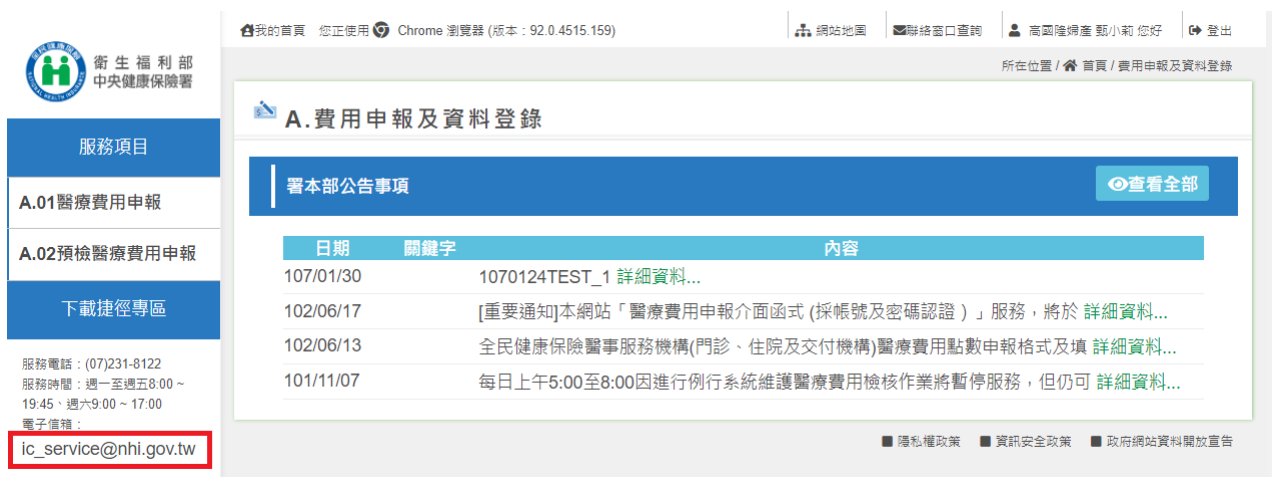 我的首頁 您正使用 Chrome 瀏覽器 (版本：92.0.4515.159) 網站地圖 聯絡窗口查詢 高國隆婦產 甄小莉 您好 登出
衛生福利部
中央健康保險署
所在位置 / 首頁 / 費用申報及資料登錄
A.費用申報及資料登錄
服務項目
A.01醫療費用申報
A.02預檢醫療費用申報
下載捷徑專區
服務電話：(07)231-8122
服務時間：週一至週五8:00 ~
19:45、週六9:00 ~ 17:00
電子信箱：
ic_service@nhi.gov.tw
署本部公告事項 查看全部
日期 關鍵字 內容
107/01/30 1070124TEST_1 詳細資料...
102/06/17 [重要通知]本網站「醫療費用申報介面函式 (採帳號及密碼認證 ) 」服務，將於 詳細資料...
102/06/13 全民健康保險醫事服務機構(門診、住院及交付機構)醫療費用點數申報格式及填 詳細資料...
101/11/07 每日上午5:00至8:00因進行例行系統維護醫療費用檢核作業將暫停服務，但仍可 詳細資料...
隱私權政策 資訊安全政策 政府網站資料開放宣告